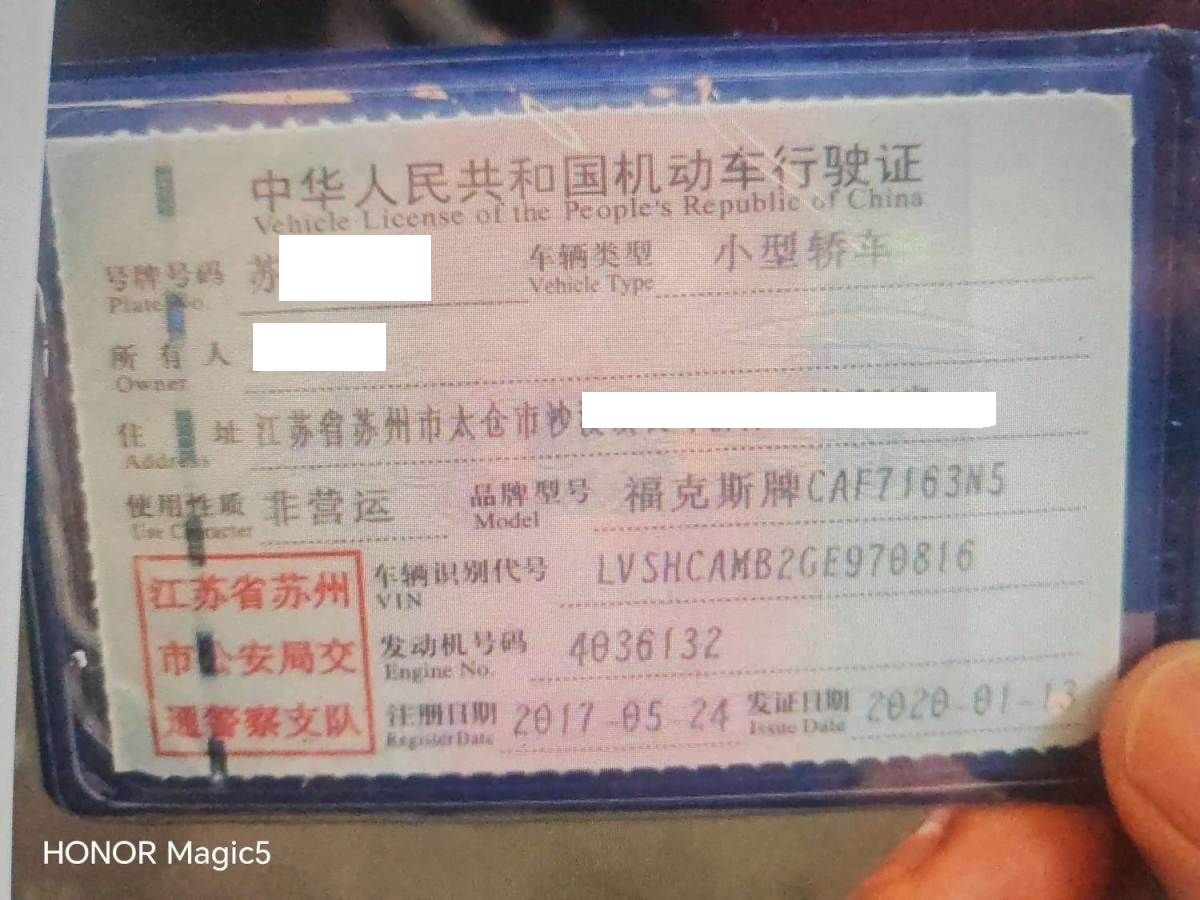 中华人民共和国机动车行驶证
Vehicle License of the People's Republic of China
号牌号码 苏 车辆类型 小型轿车
Plate No. Vehicle Type
所有人
Owner
住址 江苏省苏州市太仓市沙
Address
使用性质 非营运 品牌型号 福克斯牌CAF7163N5
Use Character Model
江苏省苏州 车辆识别代号 LVSHCAMB2GE970816
VIN
市公安局交 发动机号码 4036132
Engine No.
通警察支队 注册日期 2017-05-24 发证日期 2020-01-13
Register Date Issue Date
HONOR Magic5